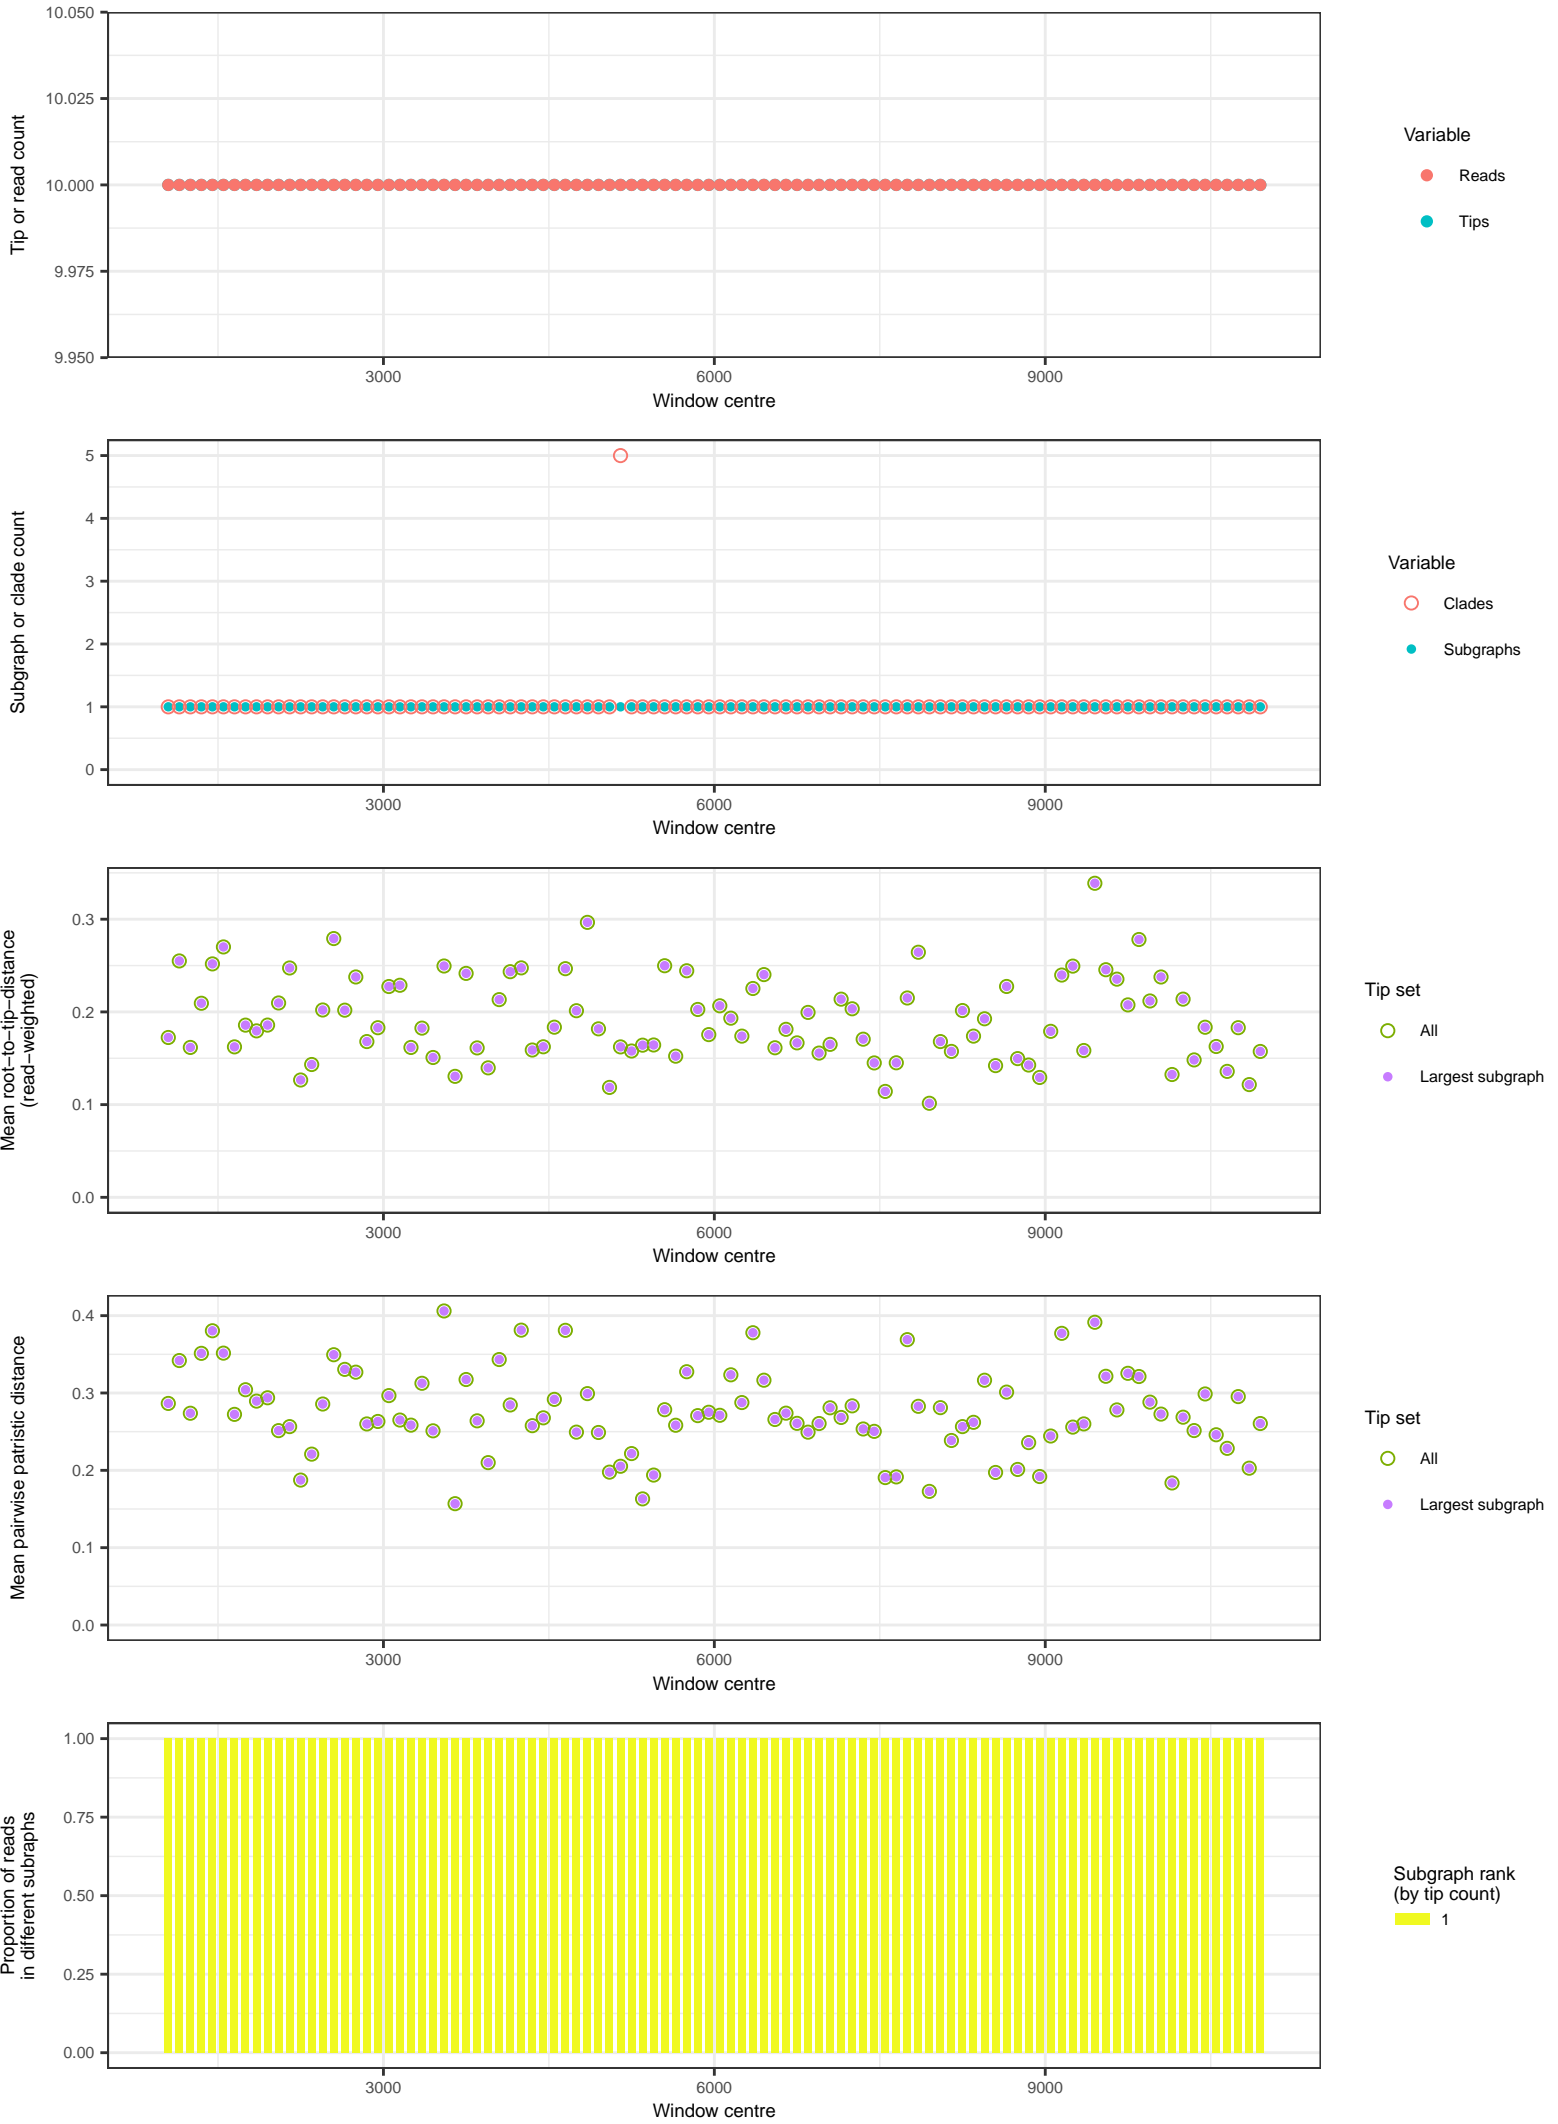 10.050
10.025
10.000
9.975
9.950
Tip or read count
3000 6000 9000
Window centre
Variable
Reads
Tips
5
4
3
2
1
0
Subgraph or clade count
3000 6000 9000
Window centre
Variable
Clades
Subgraphs
0.3
0.2
0.1
0.0
Mean root−to−tip−distance
(read−weighted)
3000 6000 9000
Window centre
Tip set
All
Largest subgraph
0.4
0.3
0.2
0.1
0.0
Mean pairwise patristic distance
3000 6000 9000
Window centre
Tip set
All
Largest subgraph
1.00
0.75
0.50
0.25
0.00
Proportion of reads
in different subraphs
3000 6000 9000
Window centre
Subgraph rank
(by tip count)
1